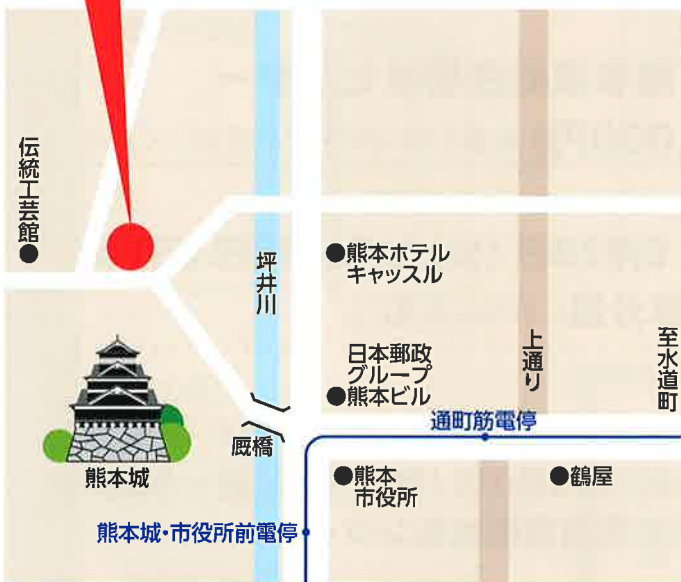 伝統工芸館
坪井川
熊本ホテル
キャッスル
日本郵政
グループ
熊本ビル
上通り
至水道町
通町筋電停
厩橋
熊本城
熊本
市役所
鶴屋
熊本城・市役所前電停